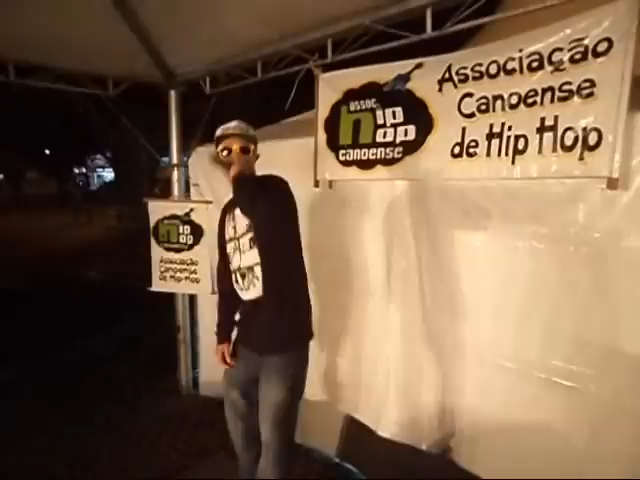 ASSOC.
hip
hop
CANOENSE
Associação
Canoense
de Hip Hop
hip
hop
Associação
Canoense
de Hip-Hop